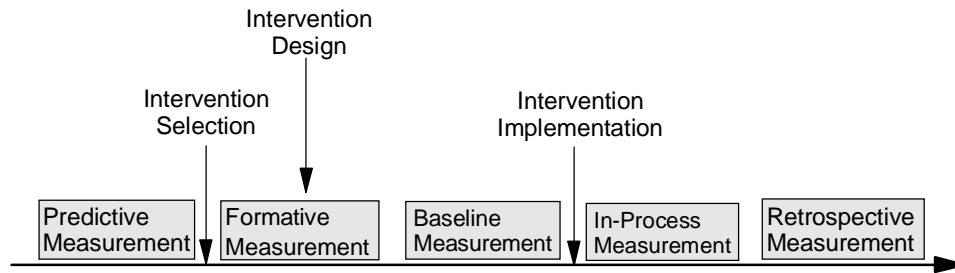 Intervention
Design
Intervention
Selection
Intervention
Implementation
Predictive
Measurement
Formative
Measurement
Baseline
Measurement
In-Process
Measurement
Retrospective
Measurement